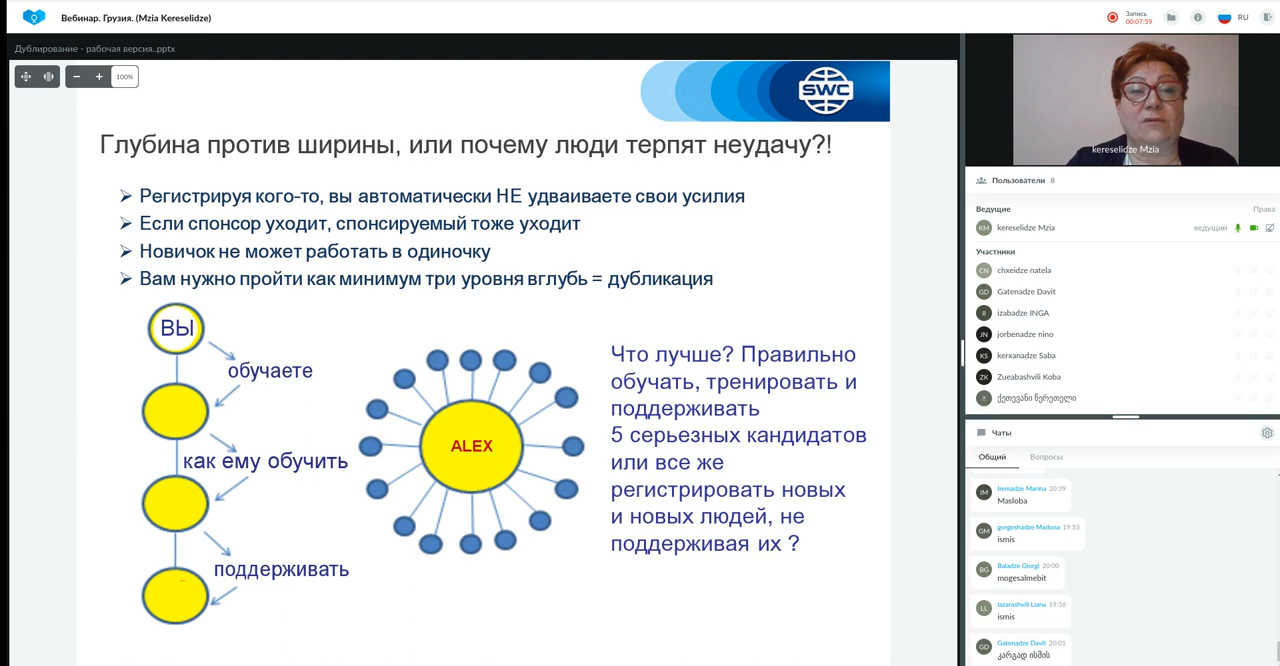 Вебинар. Грузия. (Mzia Kereselidze)
Запись
00:07:59
RU
Дублирование - рабочая версия..pptx
100%
SWC
Глубина против ширины, или почему люди терпят неудачу?!
Регистрируя кого-то, вы автоматически НЕ удваиваете свои усилия
Если спонсор уходит, спонсируемый тоже уходит
Новичок не может работать в одиночку
Вам нужно пройти как минимум три уровня вглубь = дубликация
ВЫ
обучаете
как ему обучить
поддерживать
ALEX
Что лучше? Правильно
обучать, тренировать и
поддерживать
5 серьезных кандидатов
или все же
регистрировать новых
и новых людей, не
поддерживая их ?
kereselidze Mzia
Пользователи 8
Ведущие Права
KM kereselidze Mzia ведущий
Участники
CN chxeidze natela
GD Gatenadze Davit
II izabadze INGA
JN jorbenadze nino
KS kerxanadze Saba
ZK Zueabashvili Koba
ქეთევანი წერეთელი
Чаты
Общий Вопросы
IM Iremadze Marina 20:39
Masloba
GM gorgoshadze Madona 19:53
ismis
BG Baladze Giorgi 20:00
mogesalmebit
LL lazarashvili Liana 19:56
ismis
GD Gatenadze Davit 20:01
კარგად ისმის